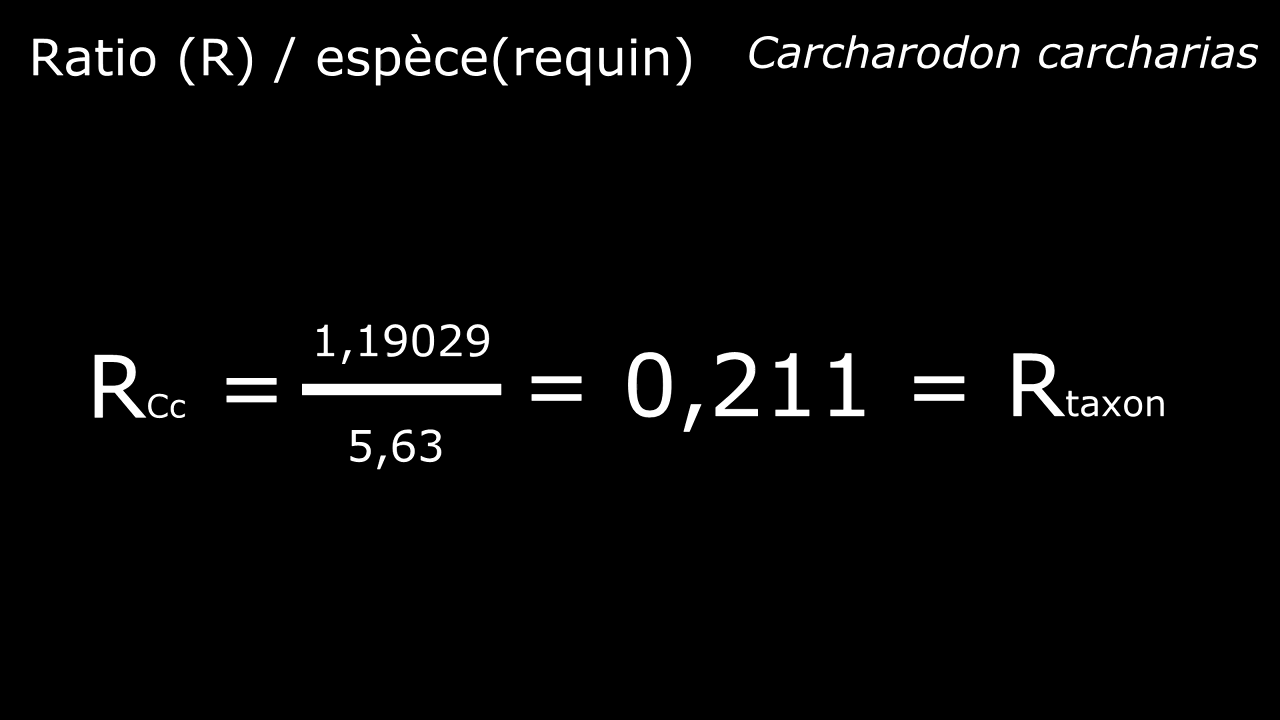 Ratio (R) / espèce(requin)
Carcharodon carcharias
1,19029
RCc = = 0,211 = Rtaxon
5,63